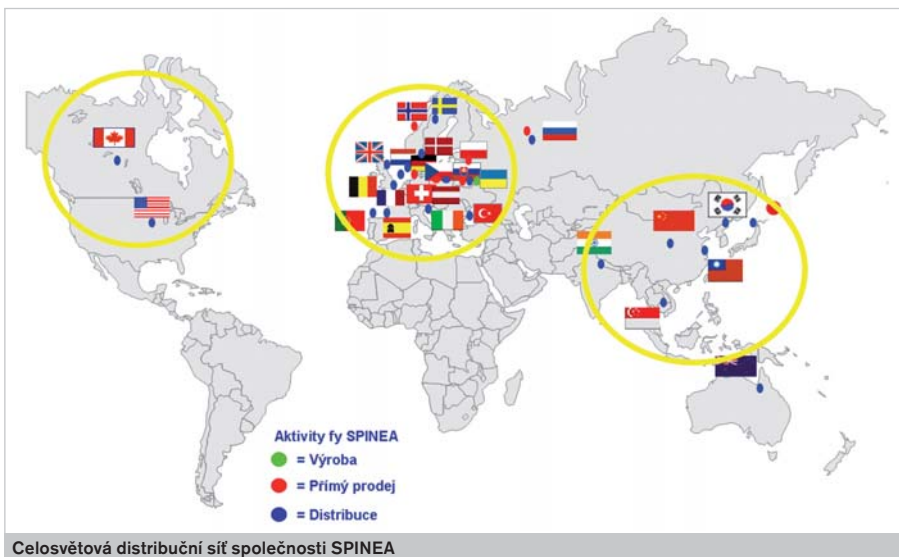 Aktivity fy SPINEA
= Výroba
= Přímý prodej
= Distribuce
Celosvětová distribuční síť společnosti SPINEA